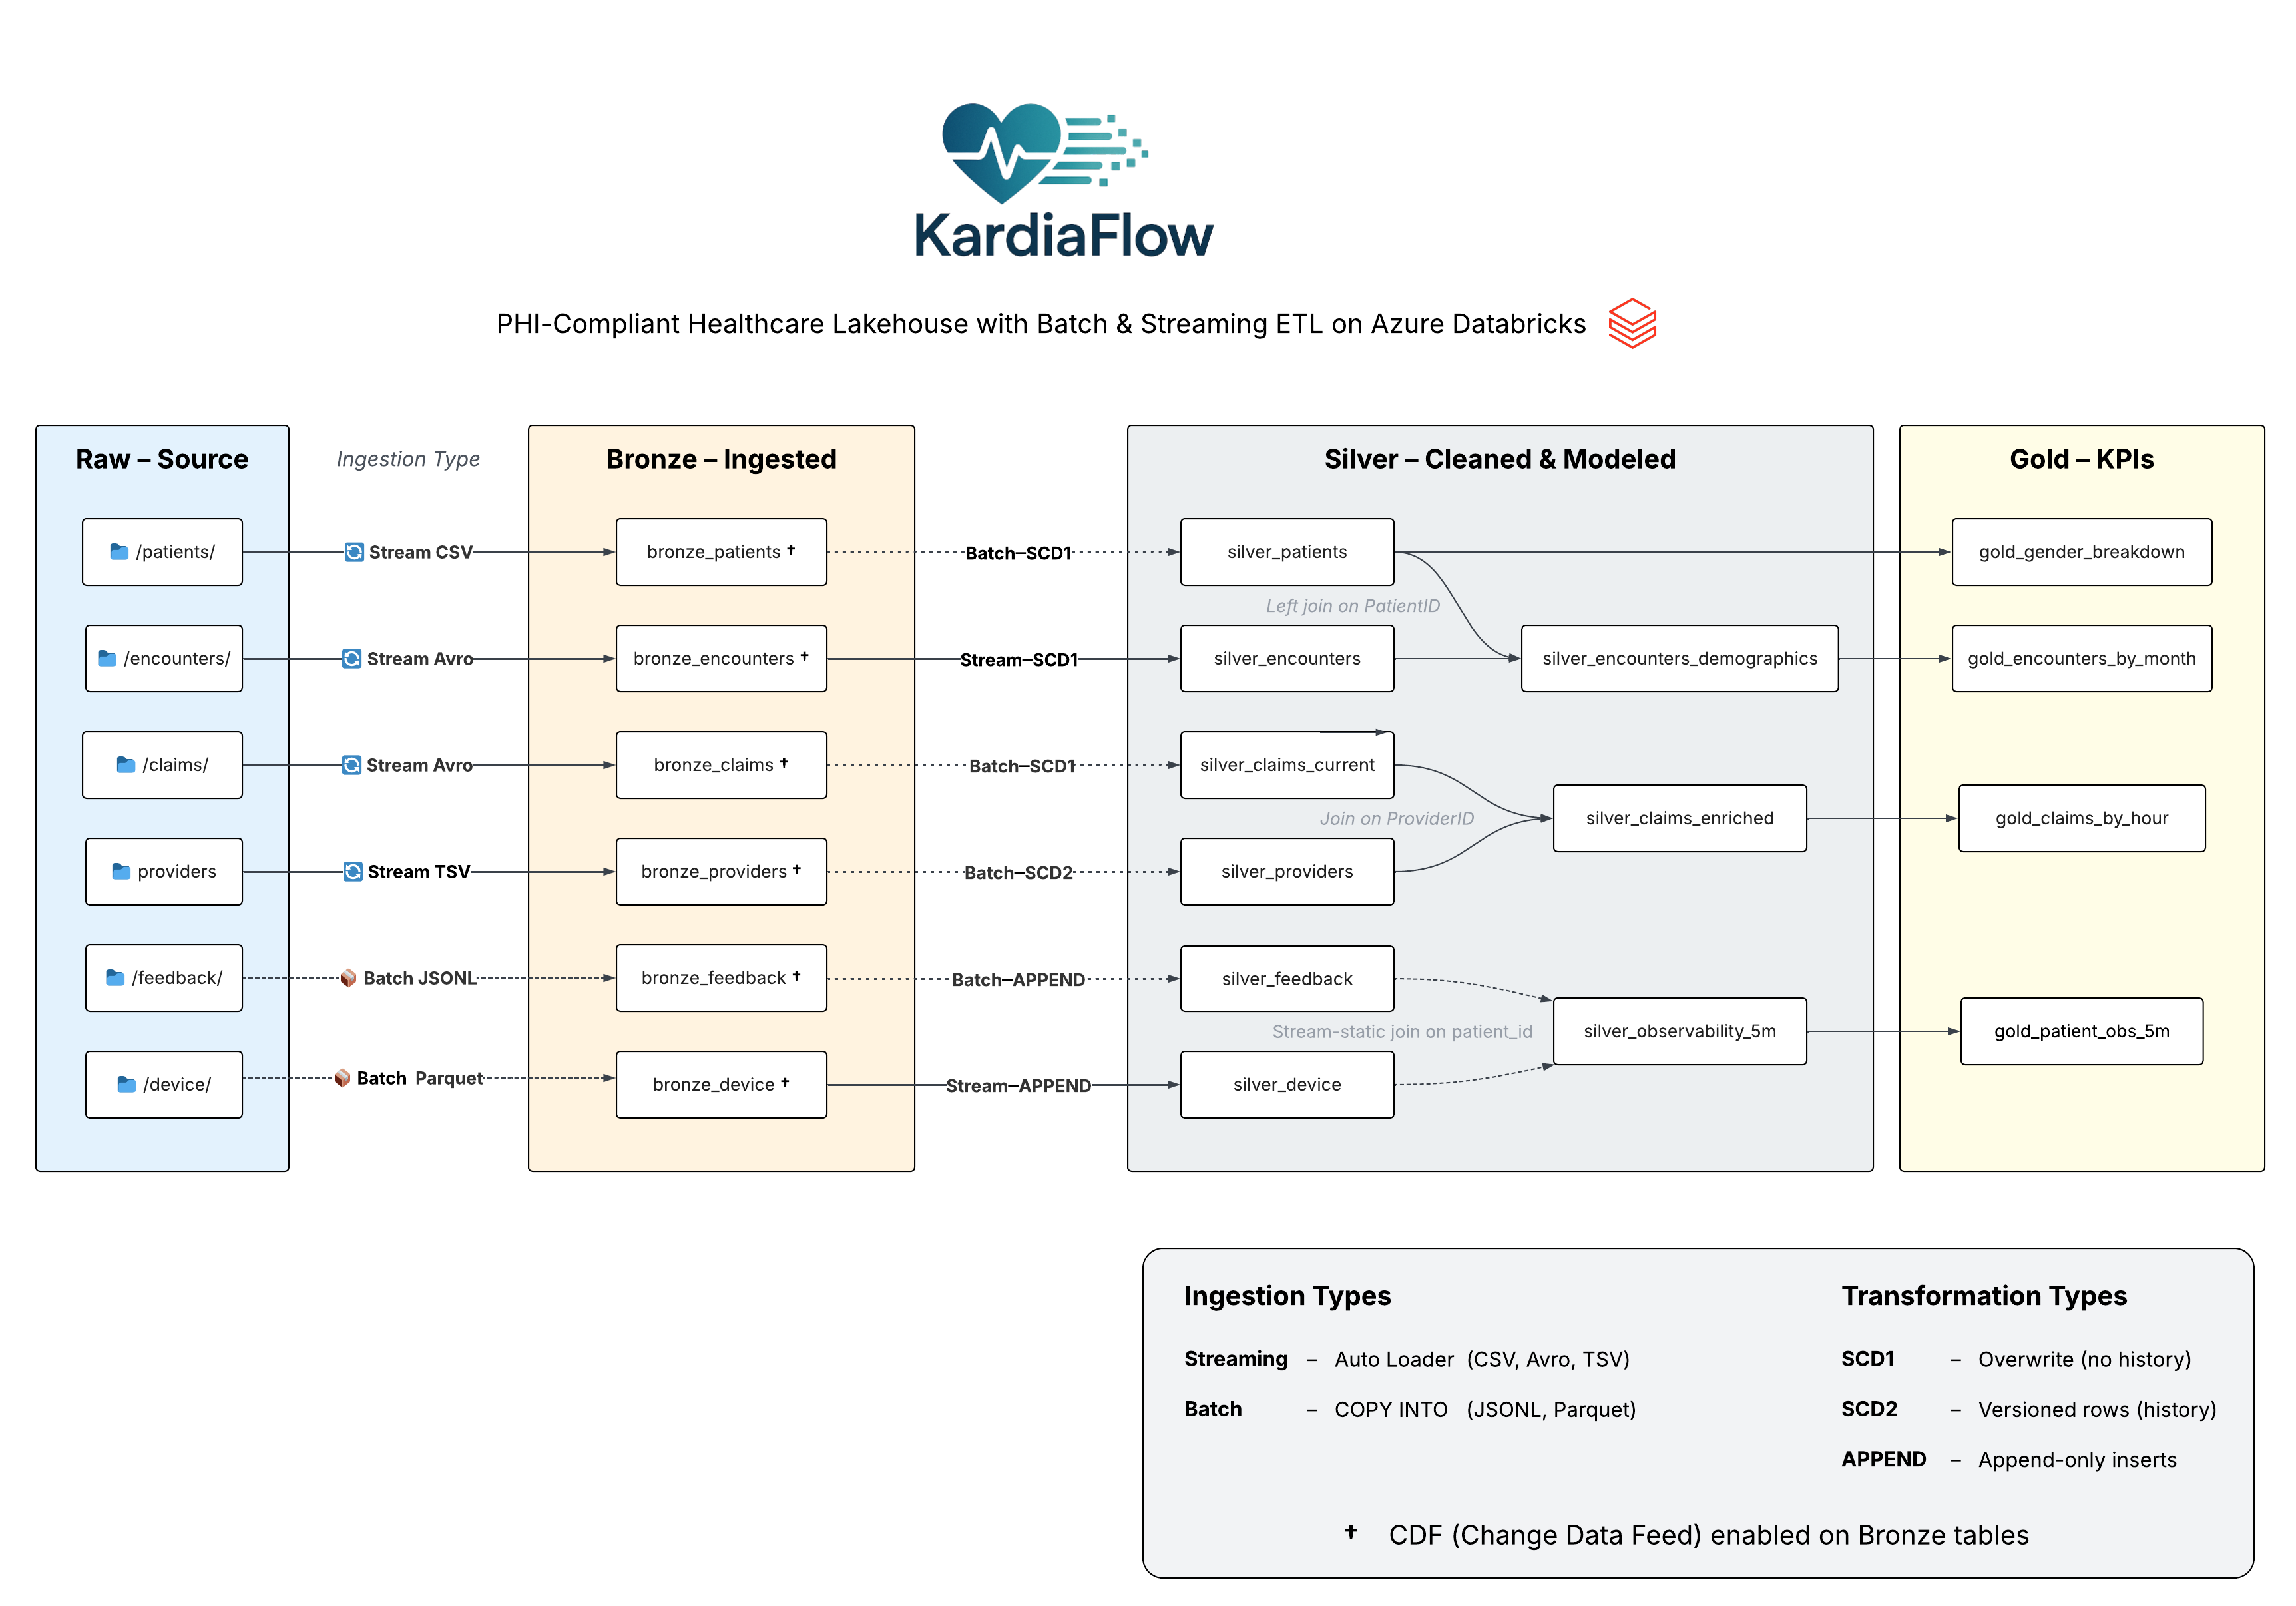 KardiaFlow
PHI-Compliant Healthcare Lakehouse with Batch & Streaming ETL on Azure Databricks
Raw – Source
Ingestion Type
Bronze – Ingested
Silver – Cleaned & Modeled
Gold – KPIs
/patients/
Stream CSV
bronze_patients †
Batch–SCD1
silver_patients
gold_gender_breakdown
Left join on PatientID
/encounters/
Stream Avro
bronze_encounters †
Stream–SCD1
silver_encounters
silver_encounters_demographics
gold_encounters_by_month
/claims/
Stream Avro
bronze_claims †
Batch–SCD1
silver_claims_current
Join on ProviderID
silver_claims_enriched
gold_claims_by_hour
providers
Stream TSV
bronze_providers †
Batch–SCD2
silver_providers
/feedback/
Batch JSONL
bronze_feedback †
Batch–APPEND
silver_feedback
Stream-static join on patient_id
silver_observability_5m
gold_patient_obs_5m
/device/
Batch Parquet
bronze_device †
Stream–APPEND
silver_device
Ingestion Types
Streaming – Auto Loader (CSV, Avro, TSV)
Batch – COPY INTO (JSONL, Parquet)
Transformation Types
SCD1 – Overwrite (no history)
SCD2 – Versioned rows (history)
APPEND – Append-only inserts
† CDF (Change Data Feed) enabled on Bronze tables